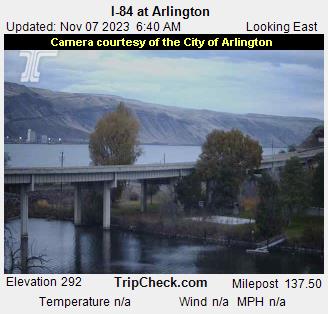 I-84 at Arlington
Updated: Nov 07 2023 6:40 AM Looking East
Camera courtesy of the City of Arlington
Elevation 292 TripCheck.com Milepost 137.50
Temperature n/a Wind n/a MPH n/a